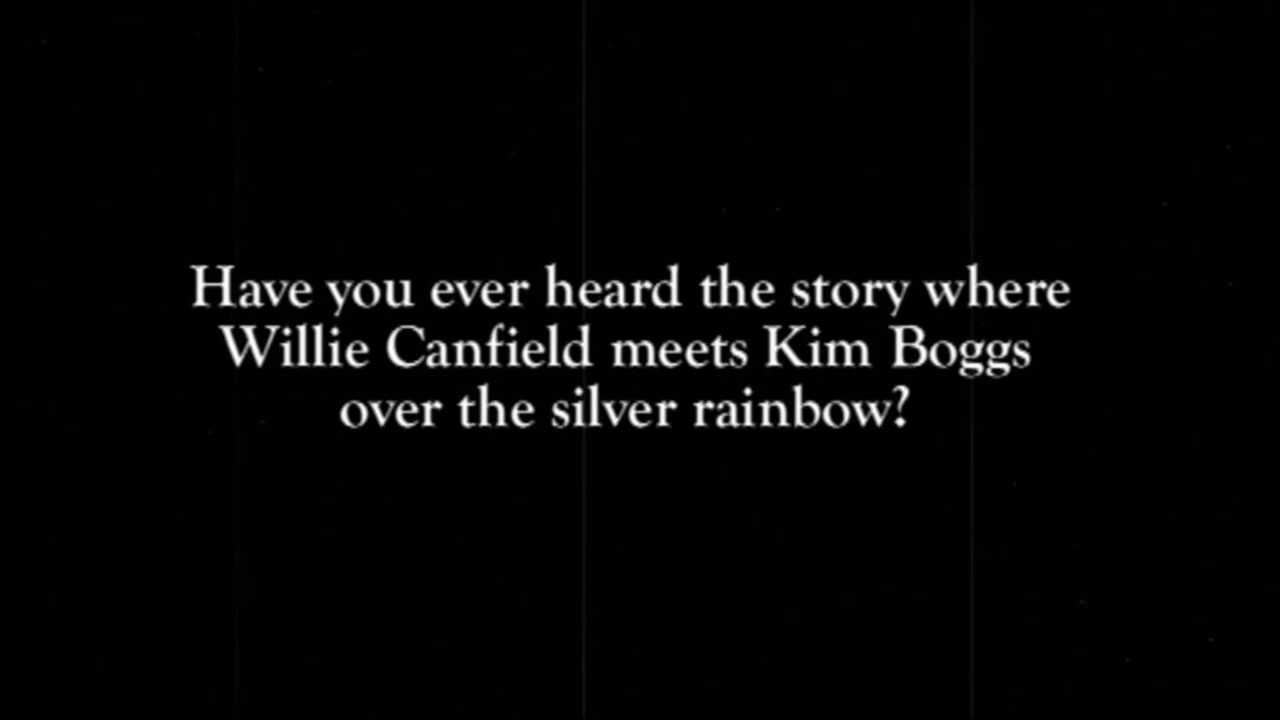 Have you ever heard the story where
Willie Canfield meets Kim Boggs
over the silver rainbow?